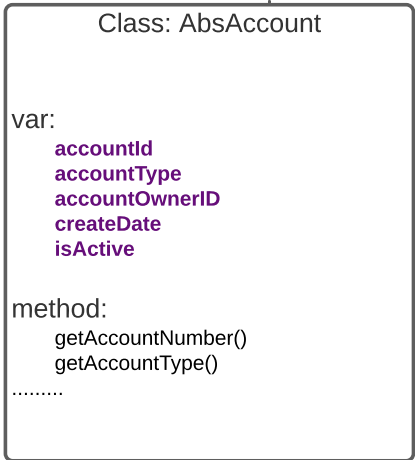 Class: AbsAccount
var:
accountId
accountType
accountOwnerID
createDate
isActive
method:
getAccountNumber()
getAccountType()
.........